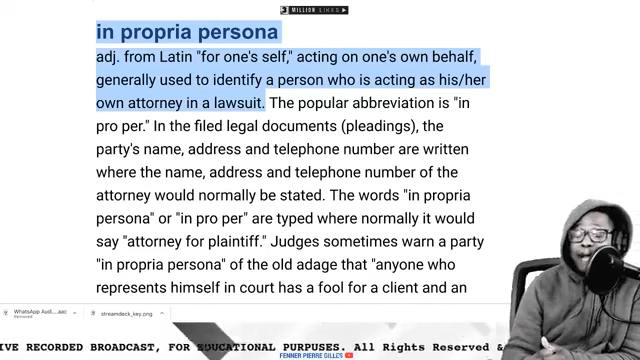 3 MILLION LIKES
in propria persona
adj. from Latin "for one's self," acting on one's own behalf,
generally used to identify a person who is acting as his/her
own attorney in a lawsuit. The popular abbreviation is "in
pro per." In the filed legal documents (pleadings), the
party's name, address and telephone number are written
where the name, address and telephone number of the
attorney would normally be stated. The words "in propria
persona" or "in pro per" are typed where normally it would
say "attorney for plaintiff." Judges sometimes warn a party
"in propria persona" of the old adage that "anyone who
represents himself in court has a fool for a client and an
WhatsApp Aud....aac
Removed
streamdeck_key.png
IVE RECORDED BROADCAST, FOR EDUCATIONAL PURPUSES. All Rights Reserved &
FENNER PIERRE GILLES